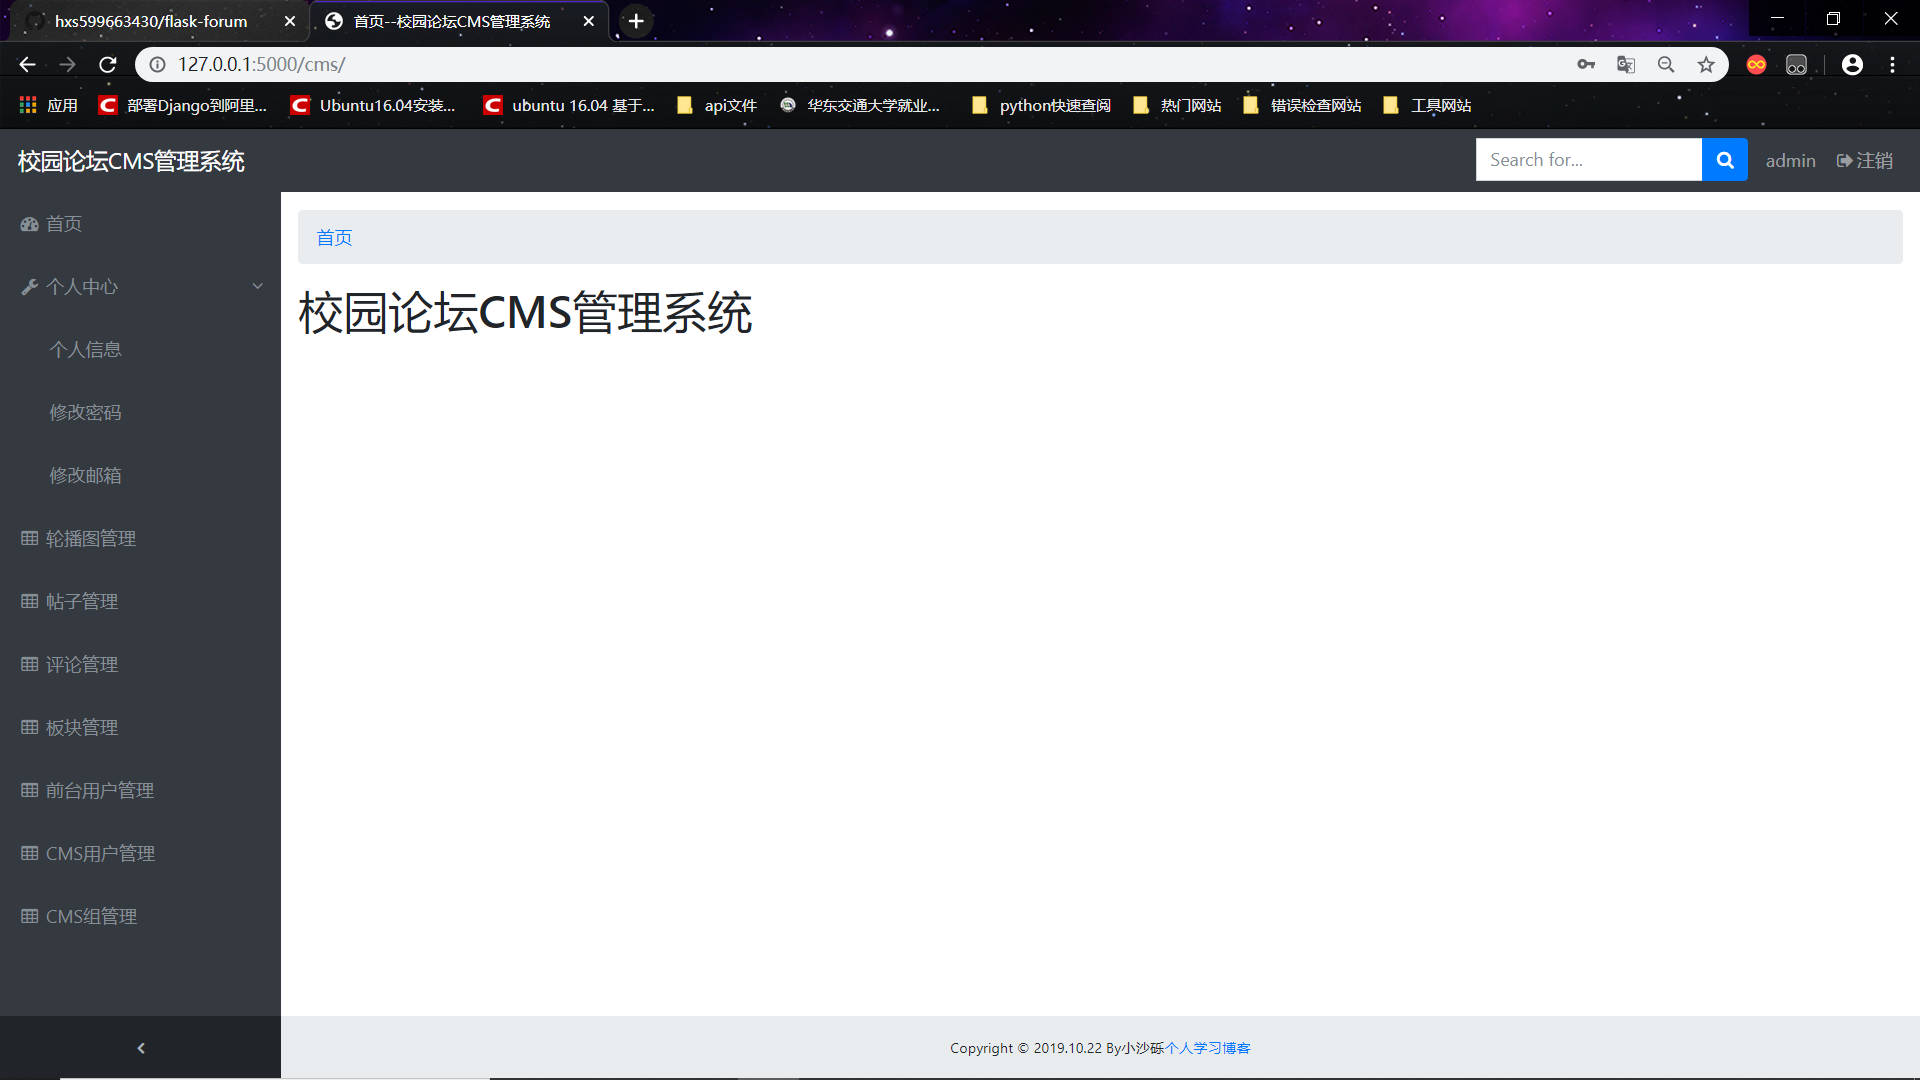 hxs599663430/flask-forum
首页--校园论坛CMS管理系统
127.0.0.1:5000/cms/
应用
部署Django到阿里...
Ubuntu16.04安装...
ubuntu 16.04 基于...
api文件
华东交通大学就业...
python快速查阅
热门网站
错误检查网站
工具网站
校园论坛CMS管理系统
Search for...
admin
注销
首页
个人中心
个人信息
修改密码
修改邮箱
轮播图管理
帖子管理
评论管理
板块管理
前台用户管理
CMS用户管理
CMS组管理
首页
校园论坛CMS管理系统
Copyright © 2019.10.22 By小沙砾个人学习博客